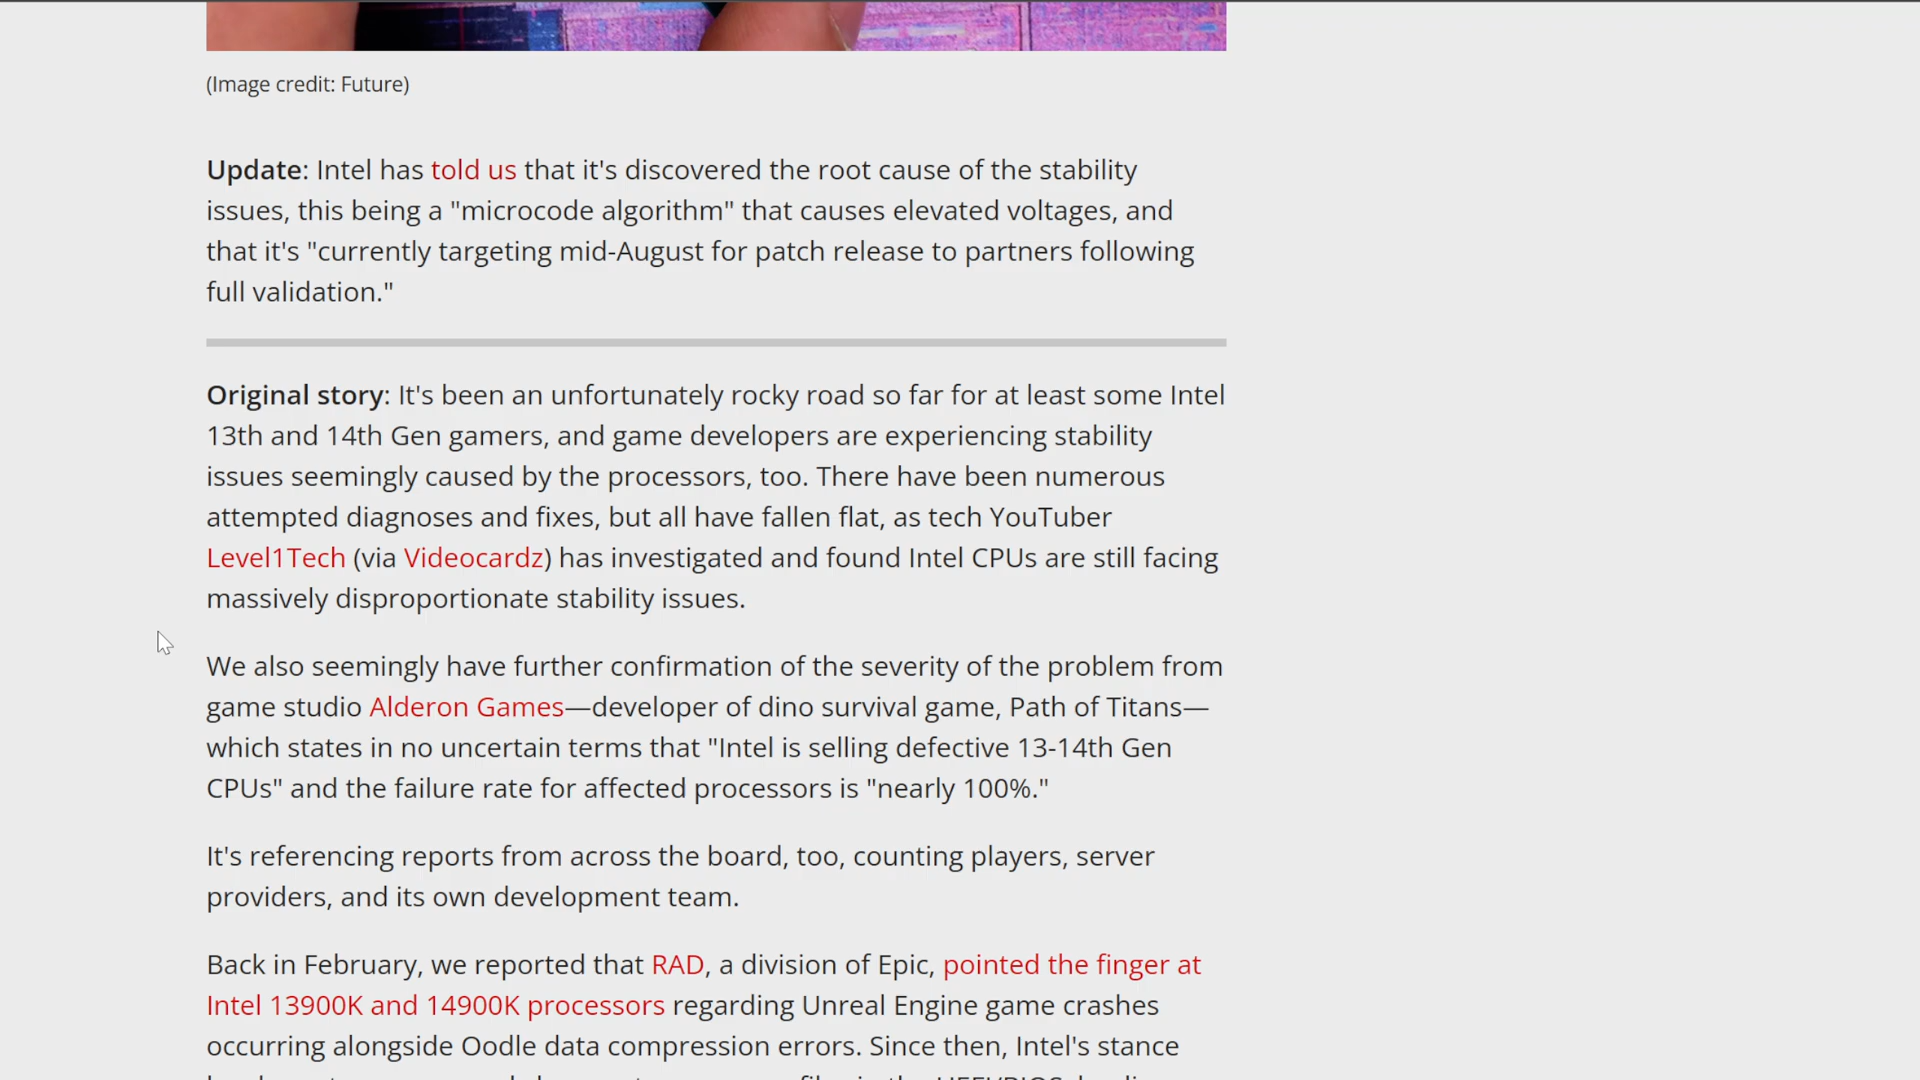 (Image credit: Future)
Update: Intel has told us that it's discovered the root cause of the stability
issues, this being a "microcode algorithm" that causes elevated voltages, and
that it's "currently targeting mid-August for patch release to partners following
full validation."
Original story: It's been an unfortunately rocky road so far for at least some Intel
13th and 14th Gen gamers, and game developers are experiencing stability
issues seemingly caused by the processors, too. There have been numerous
attempted diagnoses and fixes, but all have fallen flat, as tech YouTuber
Level1Tech (via Videocardz) has investigated and found Intel CPUs are still facing
massively disproportionate stability issues.
We also seemingly have further confirmation of the severity of the problem from
game studio Alderon Games—developer of dino survival game, Path of Titans—
which states in no uncertain terms that "Intel is selling defective 13-14th Gen
CPUs" and the failure rate for affected processors is "nearly 100%."
It's referencing reports from across the board, too, counting players, server
providers, and its own development team.
Back in February, we reported that RAD, a division of Epic, pointed the finger at
Intel 13900K and 14900K processors regarding Unreal Engine game crashes
occurring alongside Oodle data compression errors. Since then, Intel's stance